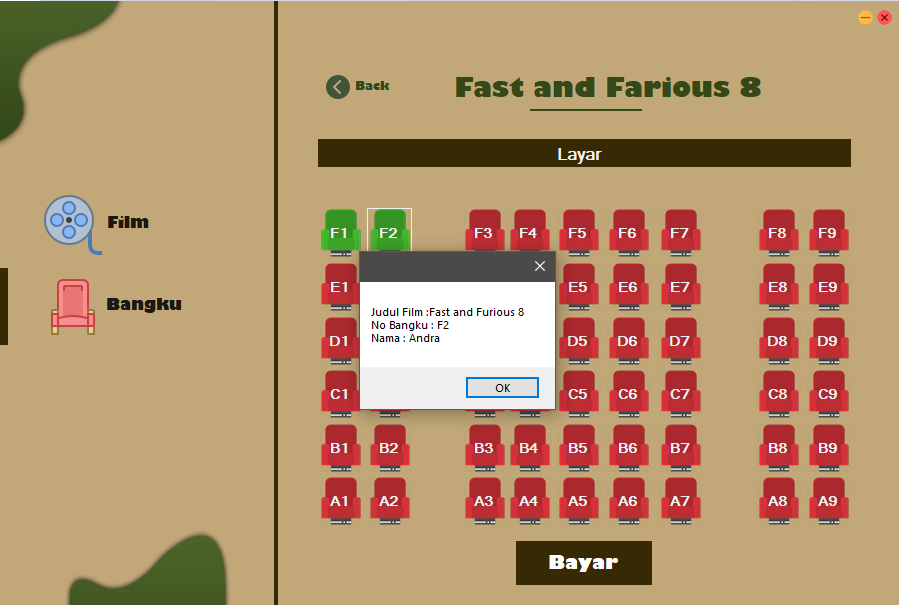 Back
Fast and Farious 8
Layar
Film
Bangku
F1 F2 F3 F4 F5 F6 F7 F8 F9
E1 E5 E6 E7 E8 E9
D1 D5 D6 D7 D8 D9
C1 C5 C6 C7 C8 C9
B1 B2 B3 B4 B5 B6 B7 B8 B9
A1 A2 A3 A4 A5 A6 A7 A8 A9
Judul Film :Fast and Furious 8
No Bangku : F2
Nama : Andra
OK
Bayar